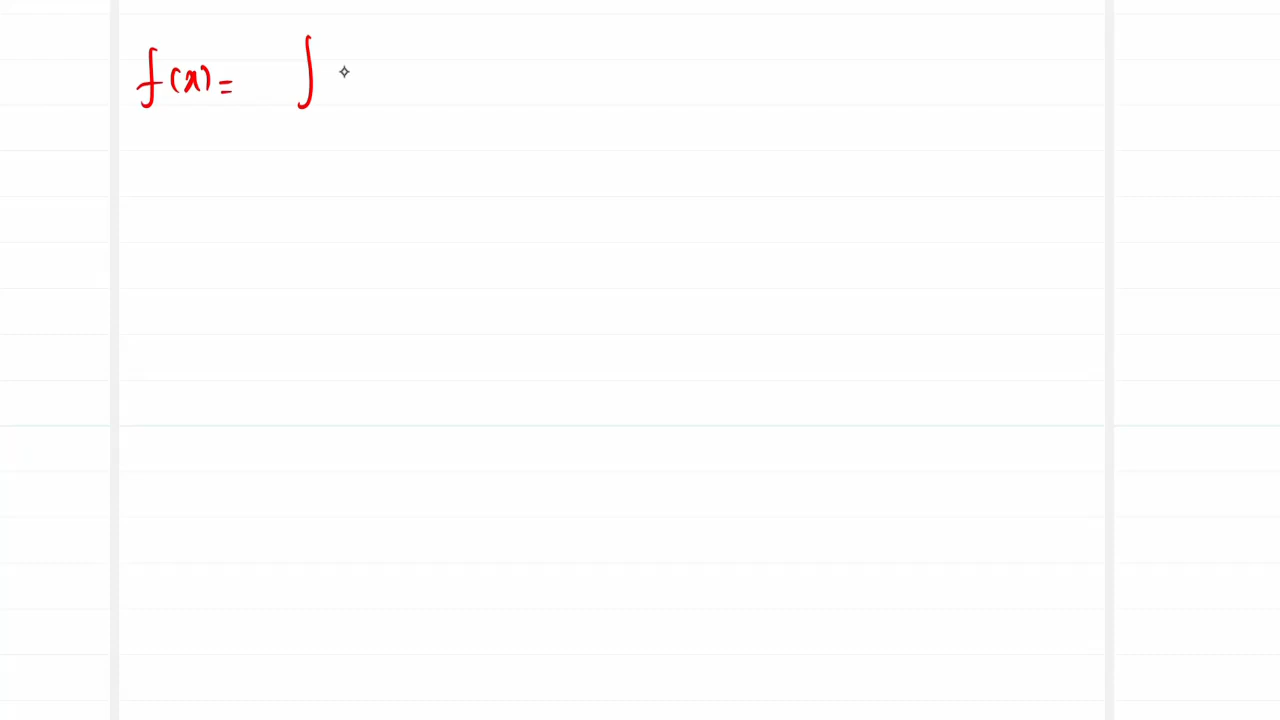 f(x) = ∫